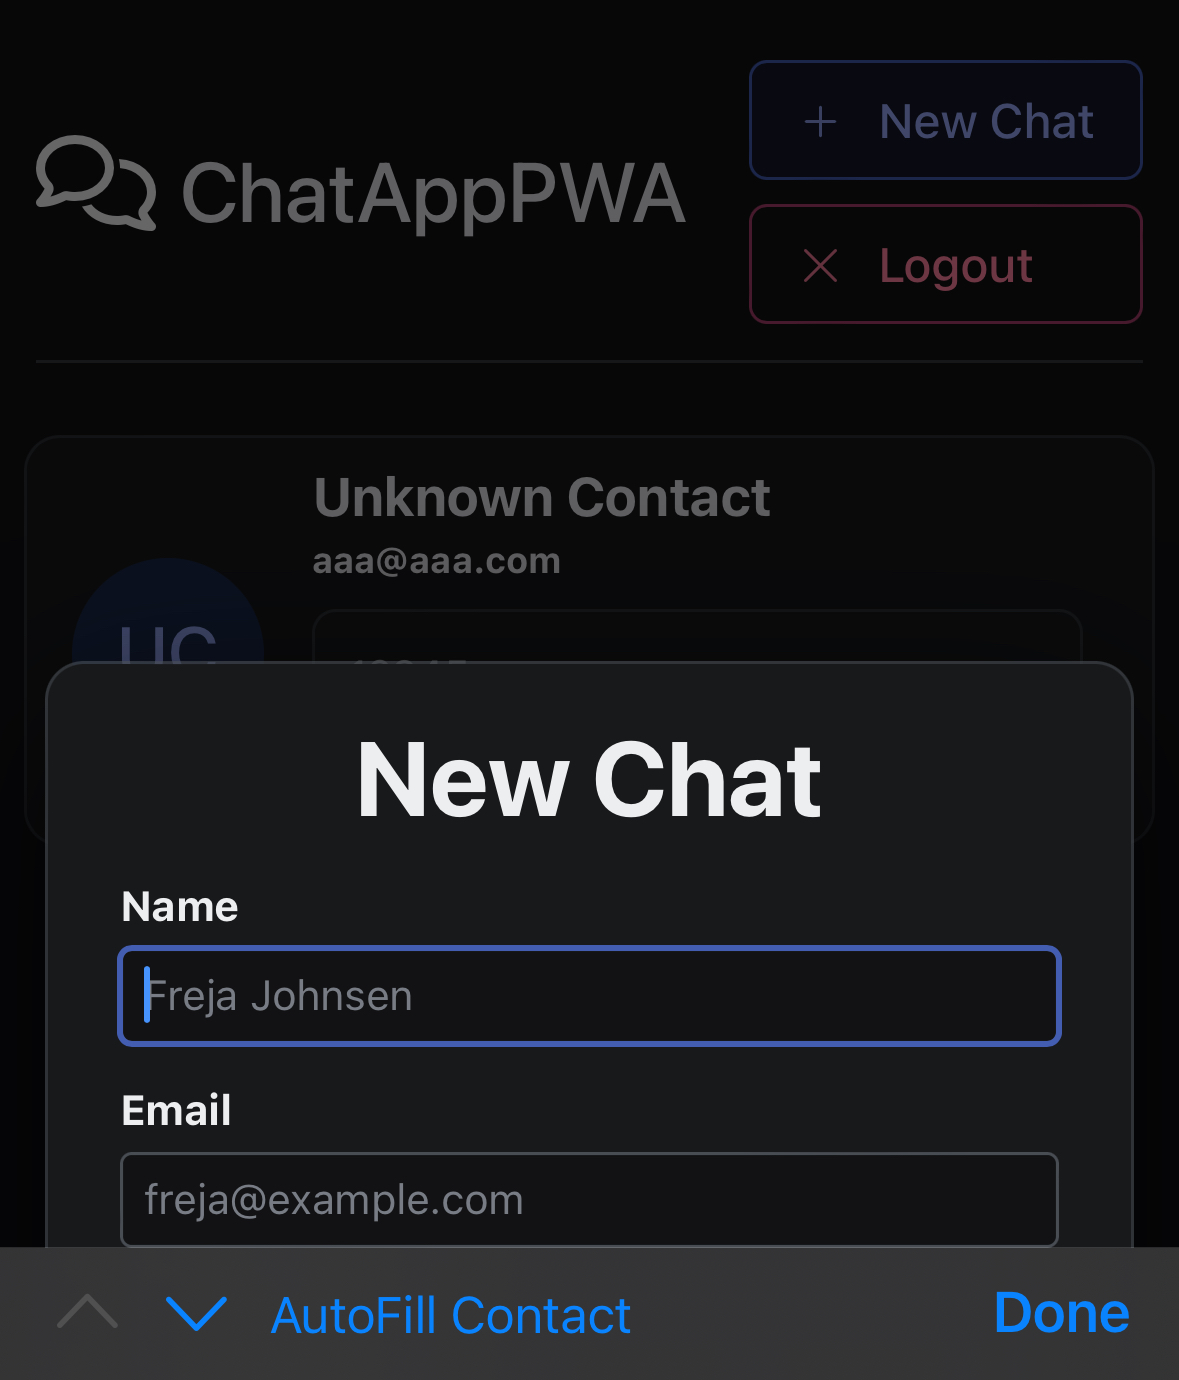 ChatAppPWA
New Chat
Logout
Unknown Contact
aaa@aaa.com
UC
New Chat
Name
Freja Johnsen
Email
freja@example.com
AutoFill Contact
Done